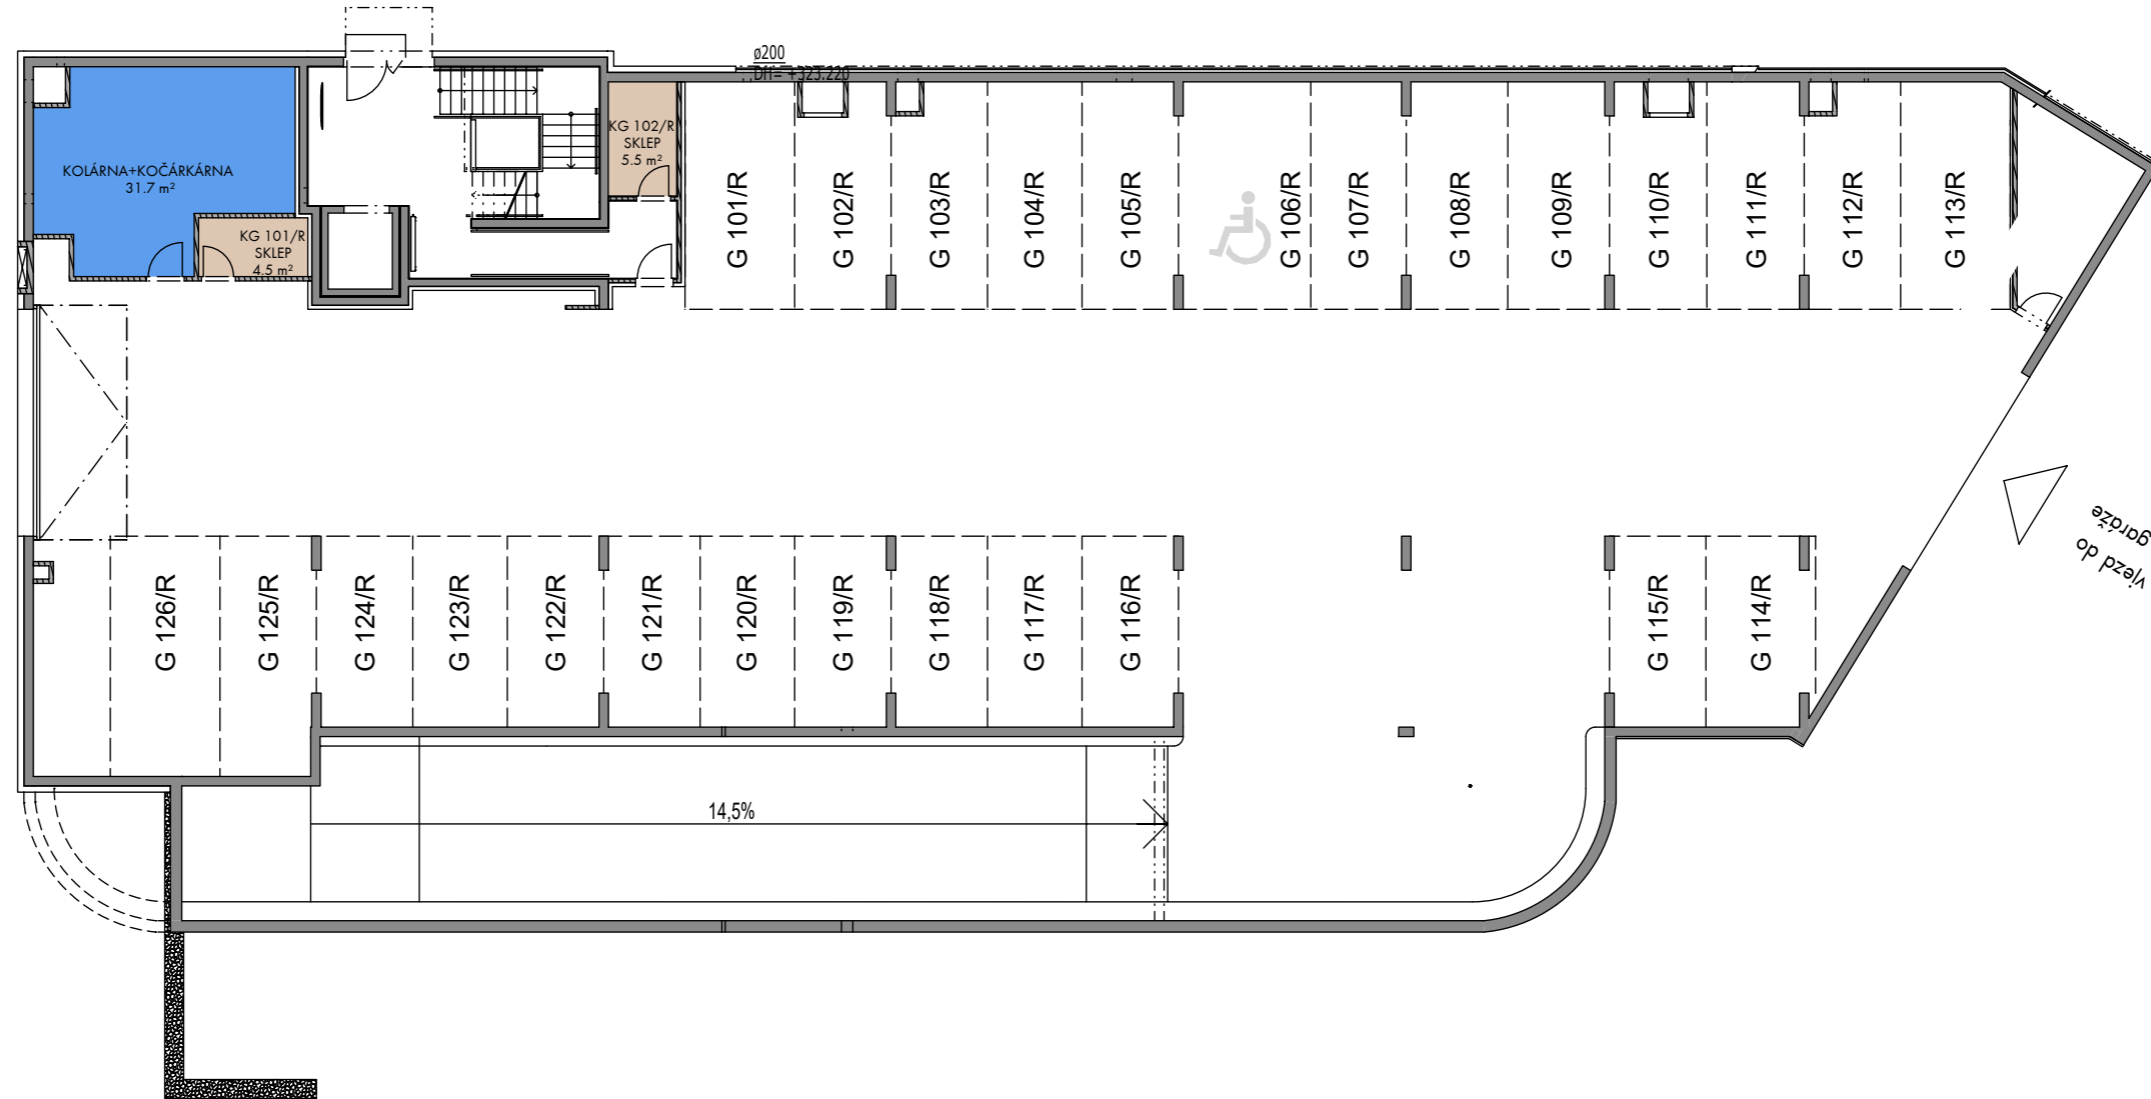 ø200
DH= +323.220
KOLÁRNA+KOČÁRKÁRNA
31.7 m²
KG 101/R
SKLEP
4.5 m²
KG 102/R
SKLEP
5.5 m²
G 101/R
G 102/R
G 103/R
G 104/R
G 105/R
G 106/R
G 107/R
G 108/R
G 109/R
G 110/R
G 111/R
G 112/R
G 113/R
vjezd do
garáže
G 126/R
G 125/R
G 124/R
G 123/R
G 122/R
G 121/R
G 120/R
G 119/R
G 118/R
G 117/R
G 116/R
G 115/R
G 114/R
14,5%